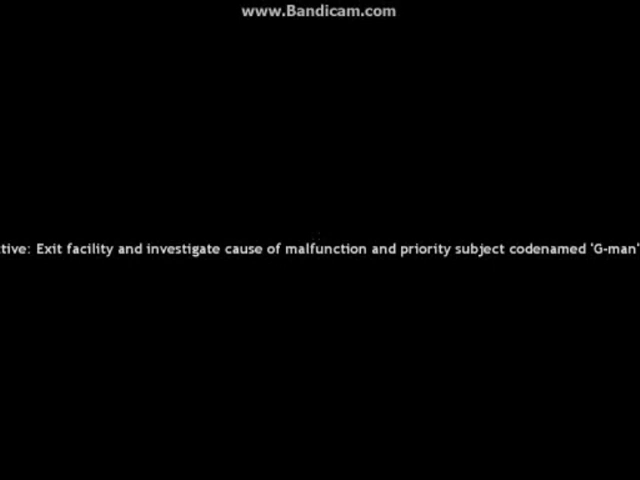 www.Bandicam.com
tive: Exit facility and investigate cause of malfunction and priority subject codenamed 'G-man'